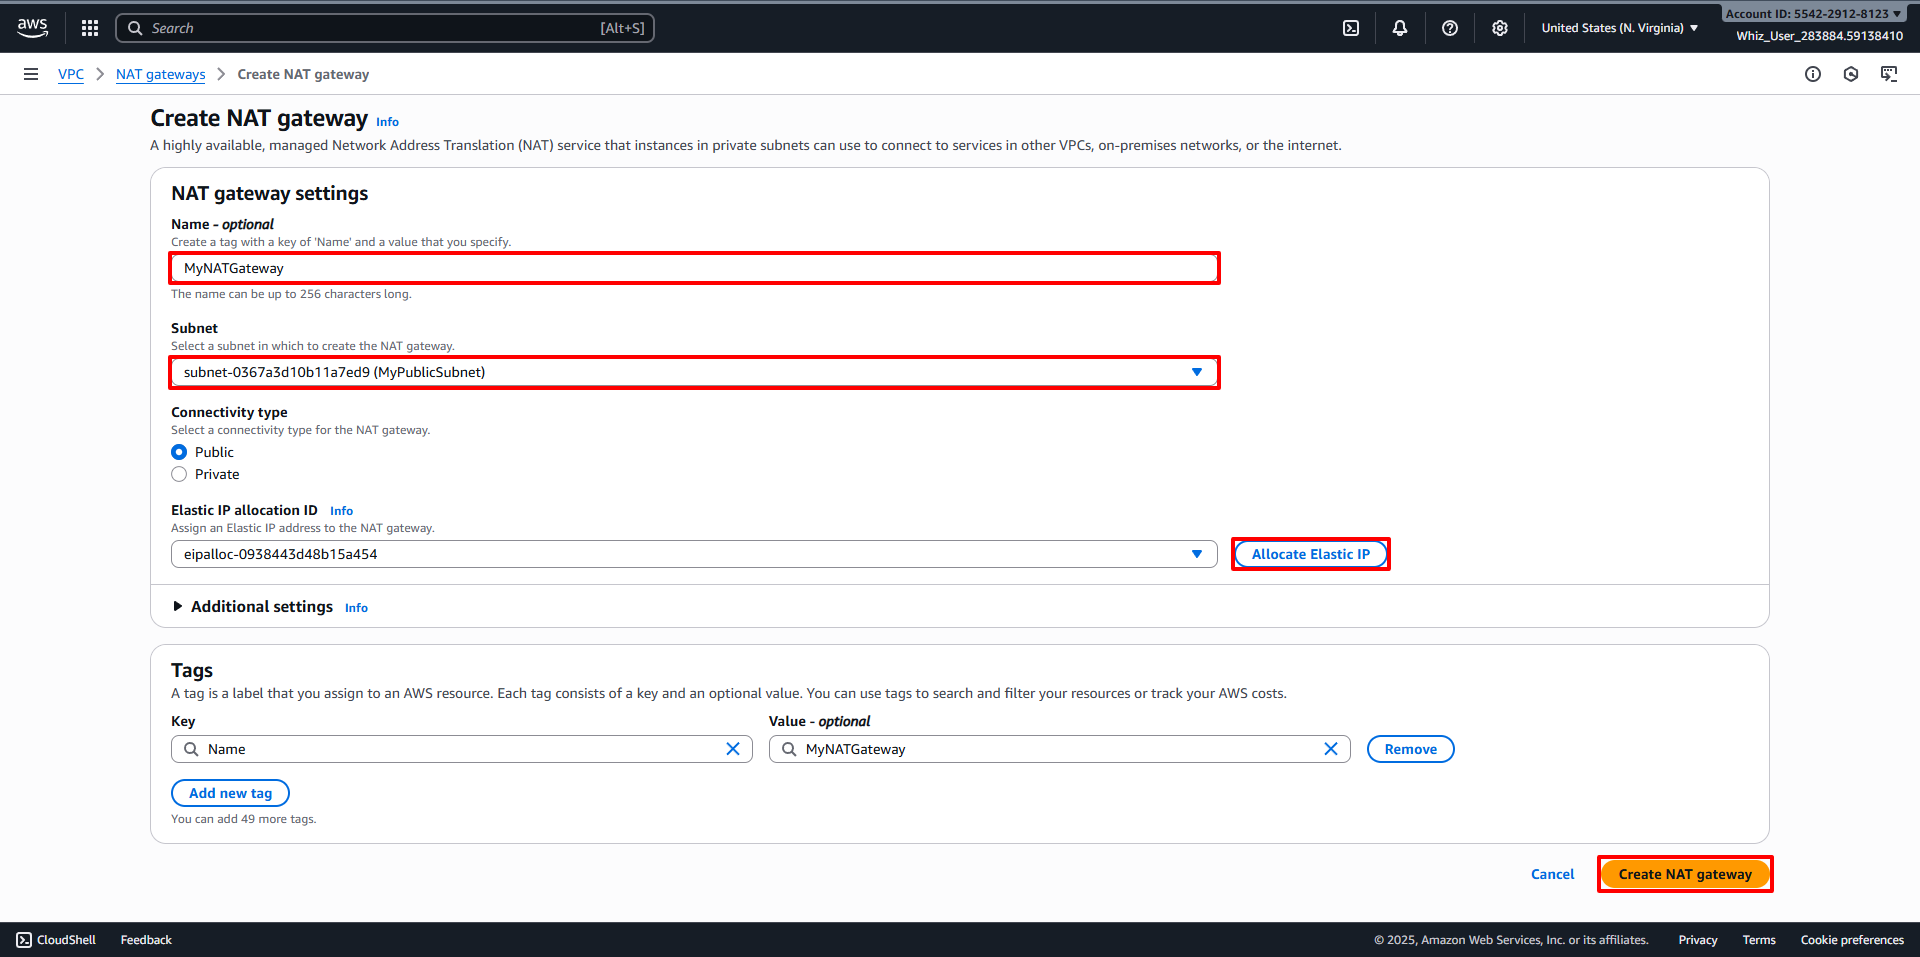 aws
Search [Alt+S]
United States (N. Virginia)
Account ID: 5542-2912-8123
Whiz_User_283884.59138410
VPC > NAT gateways > Create NAT gateway
Create NAT gateway Info
A highly available, managed Network Address Translation (NAT) service that instances in private subnets can use to connect to services in other VPCs, on-premises networks, or the internet.
NAT gateway settings
Name - optional
Create a tag with a key of 'Name' and a value that you specify.
MyNATGateway
The name can be up to 256 characters long.
Subnet
Select a subnet in which to create the NAT gateway.
subnet-0367a3d10b11a7ed9 (MyPublicSubnet)
Connectivity type
Select a connectivity type for the NAT gateway.
Public
Private
Elastic IP allocation ID Info
Assign an Elastic IP address to the NAT gateway.
eipalloc-0938443d48b15a454 Allocate Elastic IP
Additional settings Info
Tags
A tag is a label that you assign to an AWS resource. Each tag consists of a key and an optional value. You can use tags to search and filter your resources or track your AWS costs.
Key Value - optional
Name MyNATGateway Remove
Add new tag
You can add 49 more tags.
Cancel Create NAT gateway
CloudShell Feedback © 2025, Amazon Web Services, Inc. or its affiliates. Privacy Terms Cookie preferences